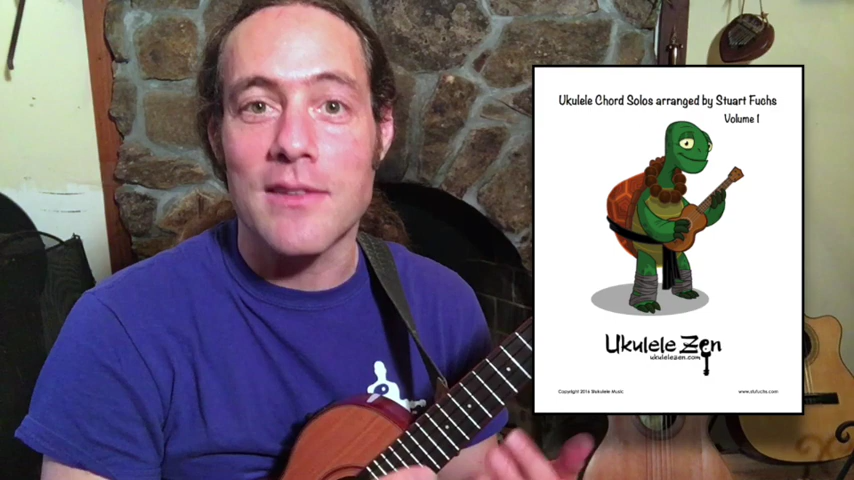 Ukulele Chord Solos arranged by Stuart Fuchs
Volume 1
Ukulele Zen
ukulelezen.com
Copyright 2016 Stukulele Music
www.stufuchs.com